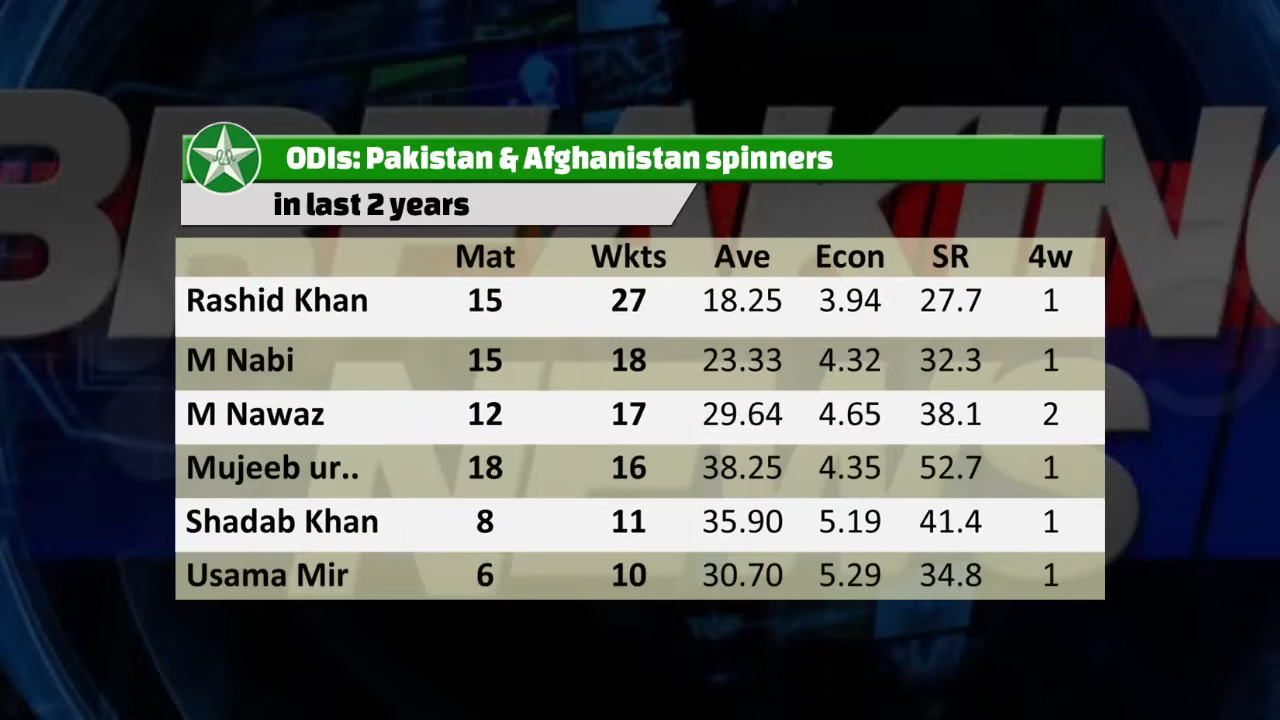 BREAKING
NEWS
ODIs: Pakistan & Afghanistan spinners
in last 2 years
Mat Wkts Ave Econ SR 4w
Rashid Khan 15 27 18.25 3.94 27.7 1
M Nabi 15 18 23.33 4.32 32.3 1
M Nawaz 12 17 29.64 4.65 38.1 2
Mujeeb ur.. 18 16 38.25 4.35 52.7 1
Shadab Khan 8 11 35.90 5.19 41.4 1
Usama Mir 6 10 30.70 5.29 34.8 1